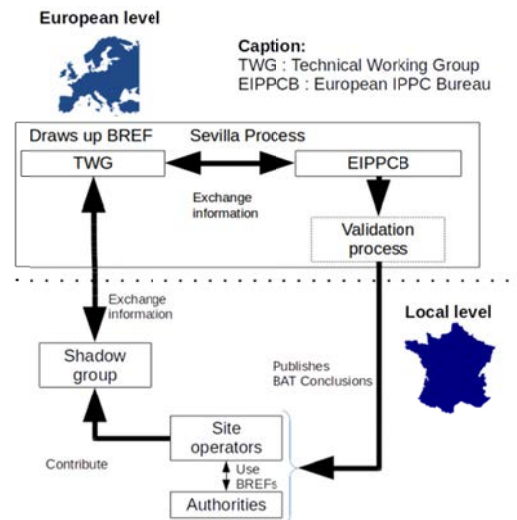 European level
Caption:
TWG : Technical Working Group
EIPPCB : European IPPC Bureau
Draws up BREF
Sevilla Process
TWG
EIPPCB
Exchange
information
Validation
process
Exchange
information
Local level
Shadow
group
Publishes
BAT Conclusions
Site
operators
Contribute
Use
BREFs
Authorities